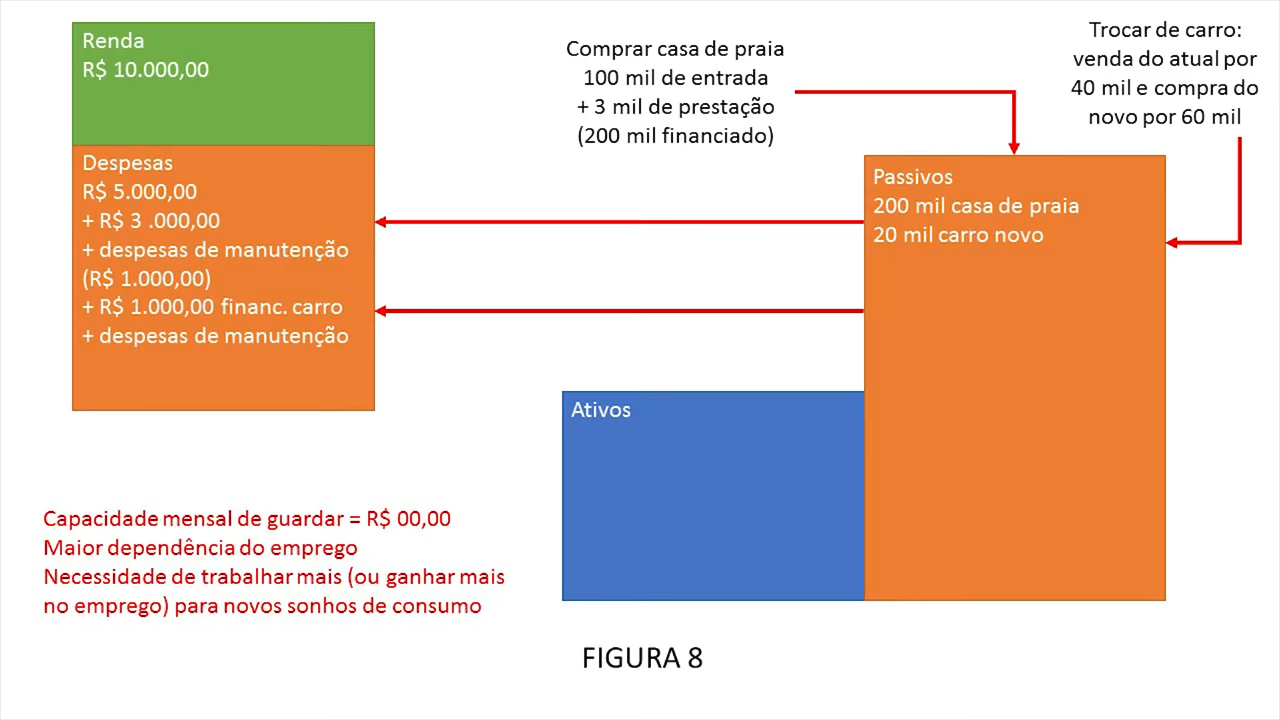 Renda
R$ 10.000,00
Despesas
R$ 5.000,00
+ R$ 3 .000,00
+ despesas de manutenção
(R$ 1.000,00)
+ R$ 1.000,00 financ. carro
+ despesas de manutenção
Comprar casa de praia
100 mil de entrada
+ 3 mil de prestação
(200 mil financiado)
Trocar de carro:
venda do atual por
40 mil e compra do
novo por 60 mil
Passivos
200 mil casa de praia
20 mil carro novo
Ativos
Capacidade mensal de guardar = R$ 00,00
Maior dependência do emprego
Necessidade de trabalhar mais (ou ganhar mais
no emprego) para novos sonhos de consumo
FIGURA 8